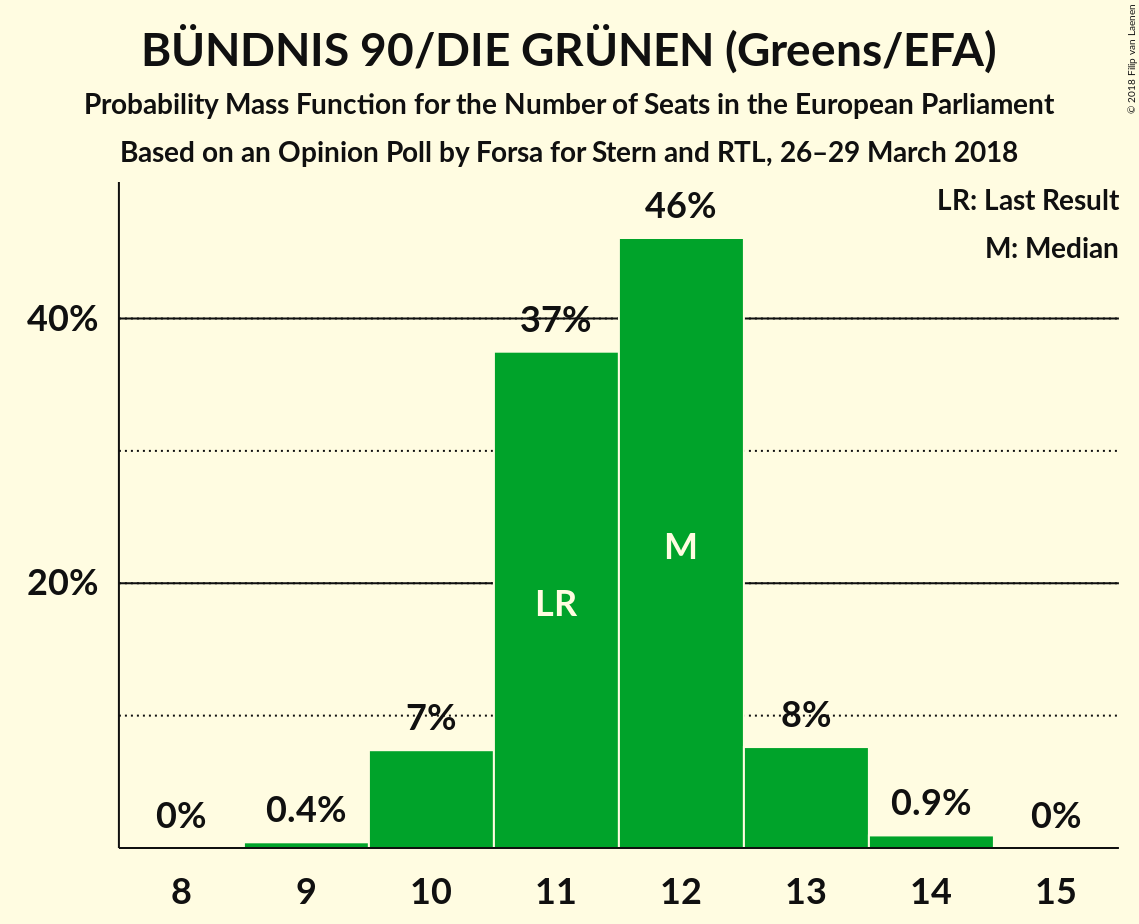 BÜNDNIS 90/DIE GRÜNEN (Greens/EFA)
Probability Mass Function for the Number of Seats in the European Parliament
Based on an Opinion Poll by Forsa for Stern and RTL, 26–29 March 2018
© 2018 Filip van Laenen
LR: Last Result
M: Median
40%
20%
0%
0.4%
7%
37%
46%
8%
0.9%
0%
LR
M
8 9 10 11 12 13 14 15